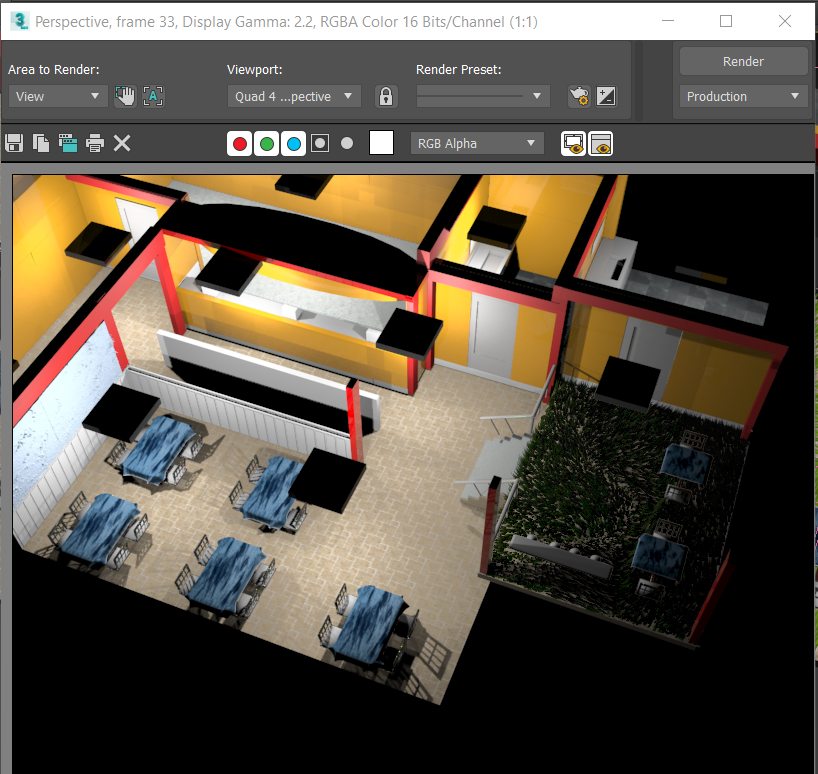 3
Perspective, frame 33, Display Gamma: 2.2, RGBA Color 16 Bits/Channel (1:1)
Area to Render:
Viewport:
Render Preset:
Render
View
A
Quad 4 ...pective
Production
RGB Alpha